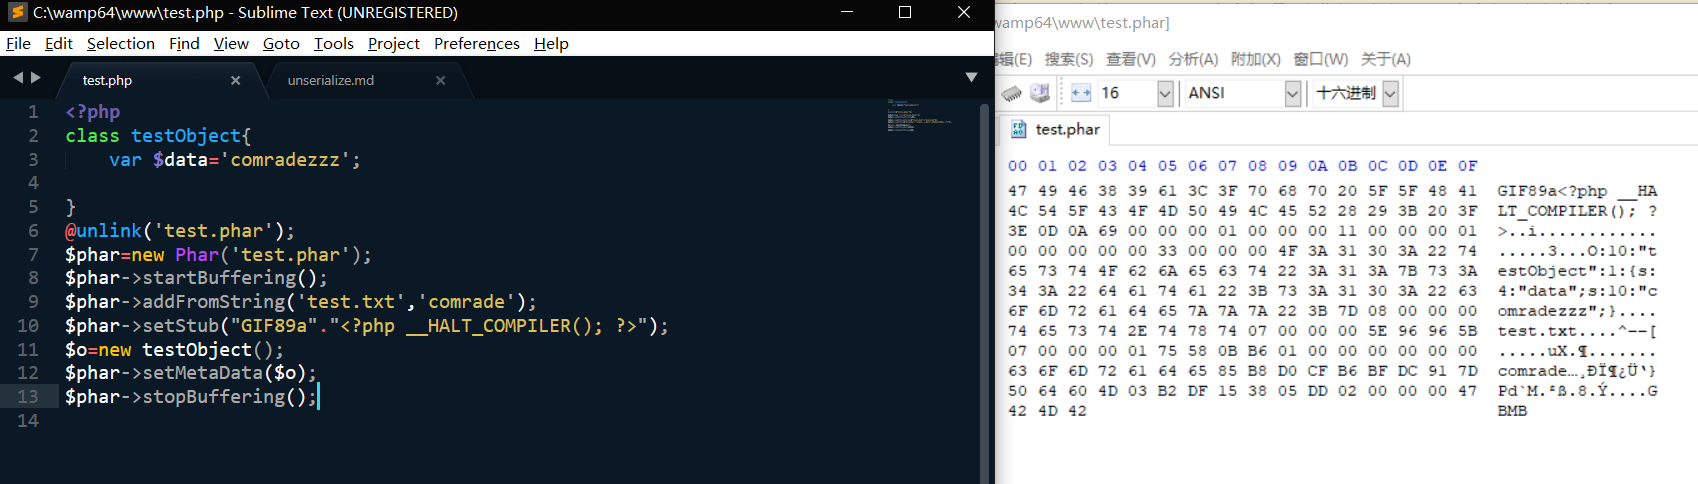 C:\wamp64\www\test.php - Sublime Text (UNREGISTERED)
File Edit Selection Find View Goto Tools Project Preferences Help
test.php unserialize.md
1 <?php
2 class testObject{
3 var $data='comradezzz';
4
5 }
6 @unlink('test.phar');
7 $phar=new Phar('test.phar');
8 $phar->startBuffering();
9 $phar->addFromString('test.txt','comrade');
10 $phar->setStub("GIF89a"."<?php __HALT_COMPILER(); ?>");
11 $o=new testObject();
12 $phar->setMetaData($o);
13 $phar->stopBuffering();
14
wamp64\www\test.phar]
编辑(E) 搜索(S) 查看(V) 分析(A) 附加(X) 窗口(W) 关于(A)
16 ANSI 十六进制
test.phar
00 01 02 03 04 05 06 07 08 09 0A 0B 0C 0D 0E 0F
47 49 46 38 39 61 3C 3F 70 68 70 20 5F 5F 48 41 GIF89a<?php __HA
4C 54 5F 43 4F 4D 50 49 4C 45 52 28 29 3B 20 3F LT_COMPILER(); ?
3E 0D 0A 69 00 00 00 01 00 00 00 11 00 00 00 01 >..i............
00 00 00 00 00 33 00 00 00 4F 3A 31 30 3A 22 74 .....3...O:10:"t
65 73 74 4F 62 6A 65 63 74 22 3A 31 3A 7B 73 3A estObject":1:{s:
34 3A 22 64 61 74 61 22 3B 73 3A 31 30 3A 22 63 4:"data";s:10:"c
6F 6D 72 61 64 65 7A 7A 7A 22 3B 7D 08 00 00 00 omradezzz";}....
74 65 73 74 2E 74 78 74 07 00 00 00 5E 96 96 5B test.txt....^--[
07 00 00 00 01 75 58 0B B6 01 00 00 00 00 00 00 .....uX.¶.......
63 6F 6D 72 61 64 65 85 B8 D0 CF B6 BF DC 91 7D comrade…¸ÐÏ¶¿Ü‘}
50 64 60 4D 03 B2 DF 15 38 05 DD 02 00 00 00 47 Pd`M.²ß.8.Ý....G
42 4D 42 BMB